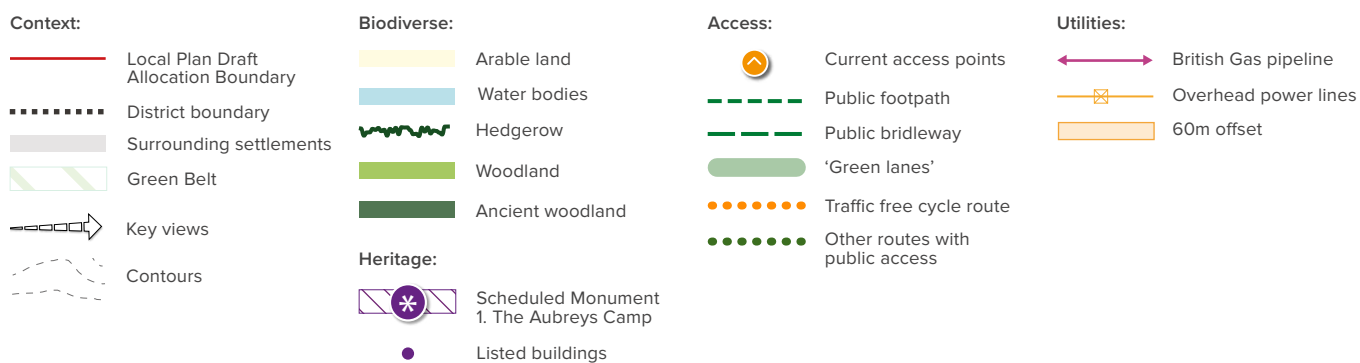 Context:
Local Plan Draft
Allocation Boundary
District boundary
Surrounding settlements
Green Belt
Key views
Contours
Biodiverse:
Arable land
Water bodies
Hedgerow
Woodland
Ancient woodland
Heritage:
Scheduled Monument
1. The Aubreys Camp
Listed buildings
Access:
Current access points
Public footpath
Public bridleway
‘Green lanes’
Traffic free cycle route
Other routes with
public access
Utilities:
British Gas pipeline
Overhead power lines
60m offset